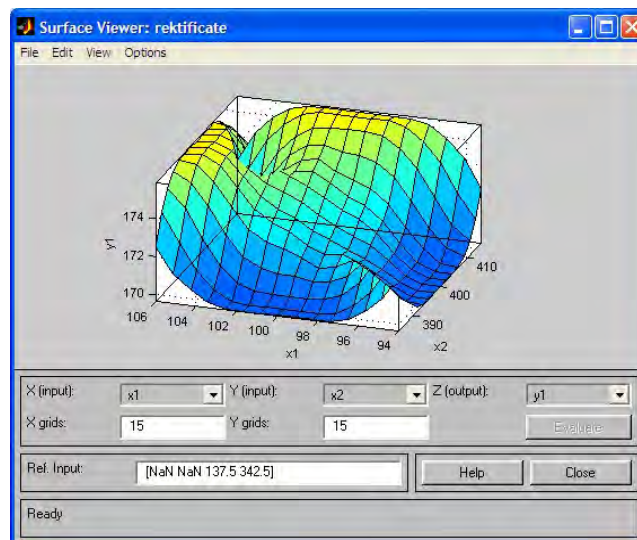 Surface Viewer: rektificate
File Edit View Options
174
172
170
y1
106 104 102 100 98 96 94
x1
390 400 410
x2
X (input): x1 Y (input): x2 Z (output): y1
X grids: 15 Y grids: 15 Evaluate
Ref. Input: [NaN NaN 137.5 342.5] Help Close
Ready